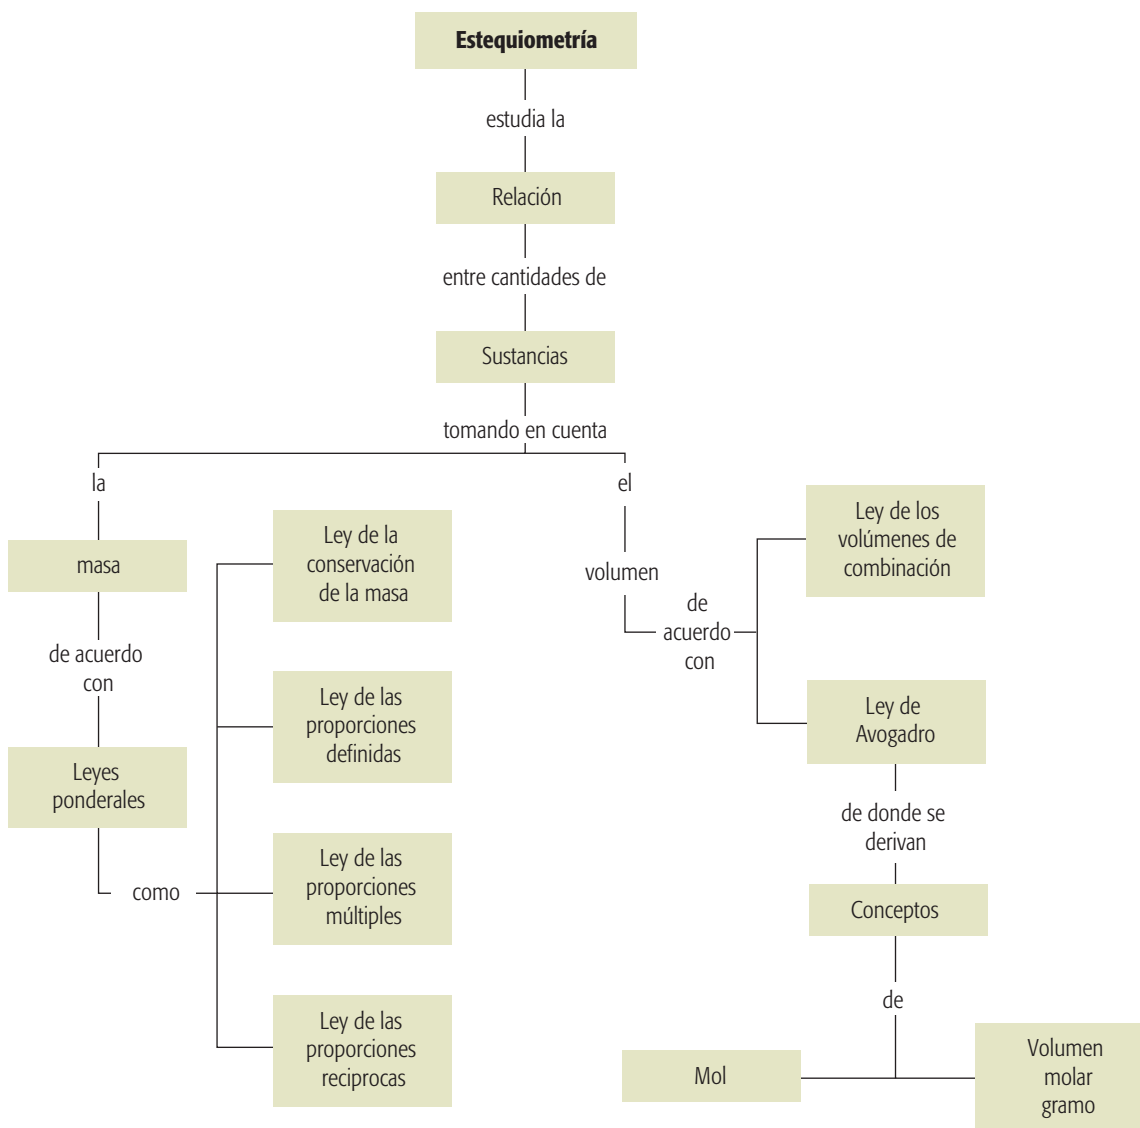 Estequiometría
estudia la
Relación
entre cantidades de
Sustancias
tomando en cuenta
la
masa
de acuerdo
con
Leyes
ponderales
como
Ley de la
conservación
de la masa
Ley de las
proporciones
definidas
Ley de las
proporciones
múltiples
Ley de las
proporciones
reciprocas
el
volumen
de
acuerdo
con
Ley de los
volúmenes de
combinación
Ley de
Avogadro
de donde se
derivan
Conceptos
de
Mol
Volumen
molar
gramo